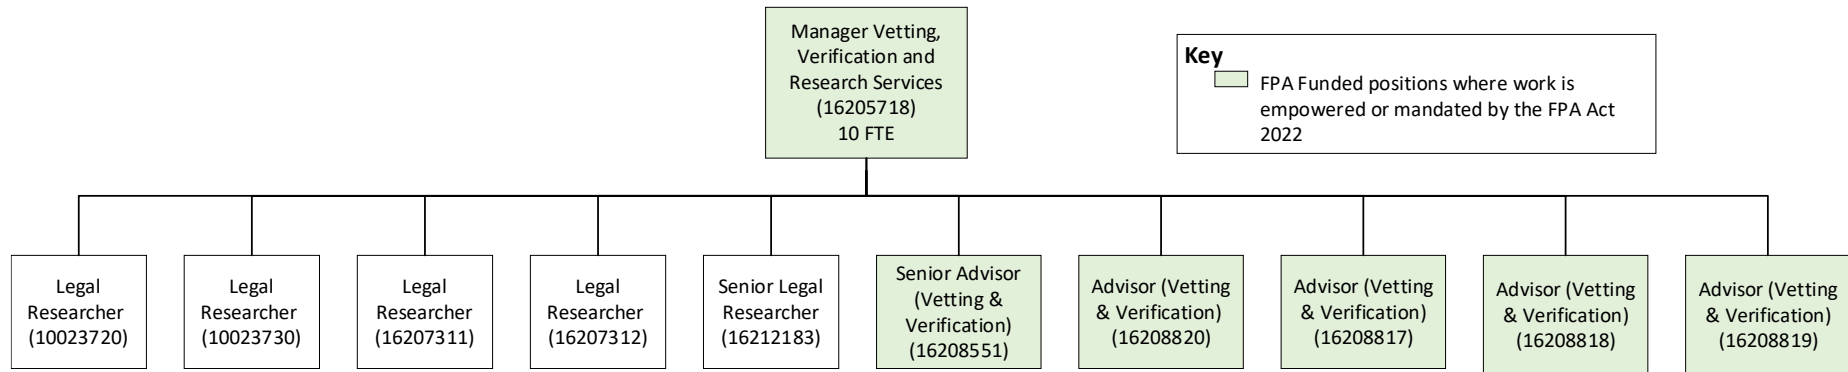 Manager Vetting,
Verification and
Research Services
(16205718)
10 FTE
Key
FPA Funded positions where work is
empowered or mandated by the FPA Act
2022
Legal
Researcher
(10023720)
Legal
Researcher
(10023730)
Legal
Researcher
(16207311)
Legal
Researcher
(16207312)
Senior Legal
Researcher
(16212183)
Senior Advisor
(Vetting &
Verification)
(16208551)
Advisor (Vetting
& Verification)
(16208820)
Advisor (Vetting
& Verification)
(16208817)
Advisor (Vetting
& Verification)
(16208818)
Advisor (Vetting
& Verification)
(16208819)